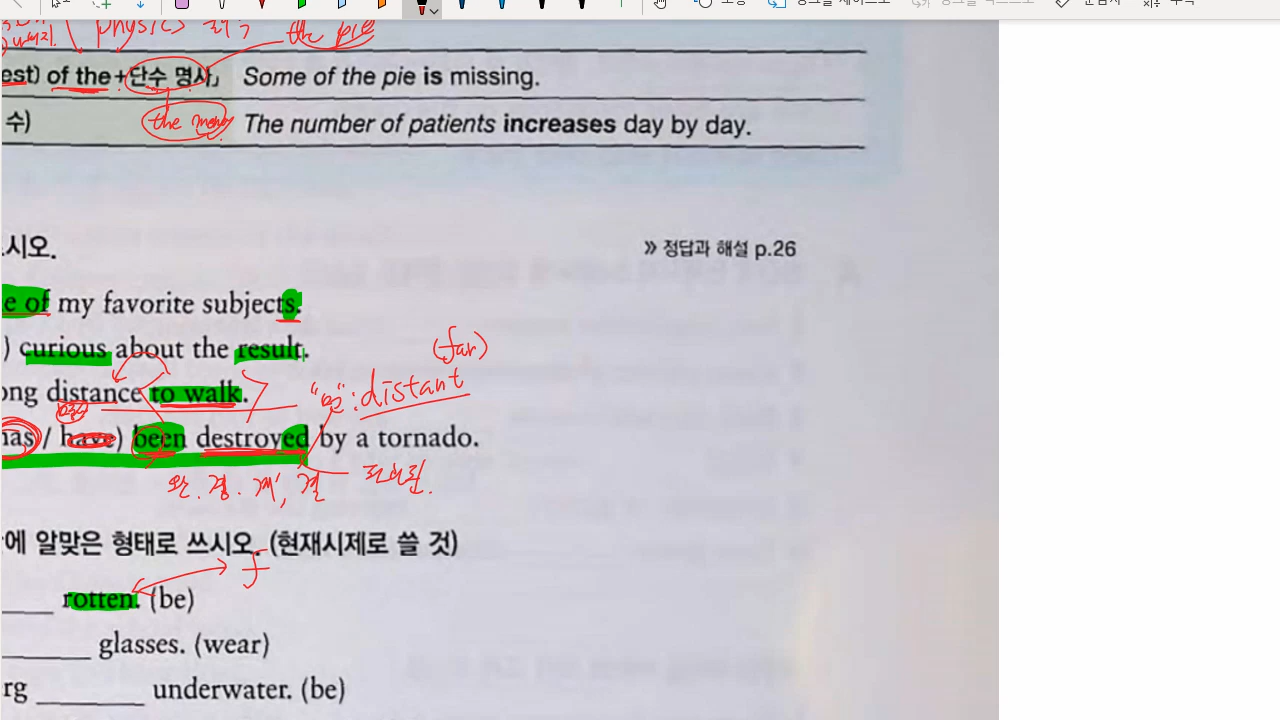 physics
the pie
est) of the+단수 명사」 Some of the pie is missing.
the
수) The number of patients increases day by day.
시오.
» 정답과 해설 p.26
e of my favorite subjects.
) curious about the result.
(far)
ong distance to walk.
: distant
has / have) been destroyed by a tornado.
완. 경. 계, 결
에 알맞은 형태로 쓰시오. (현재시제로 쓸 것)
____ rotten. (be)
______ glasses. (wear)
rg ________ underwater. (be)